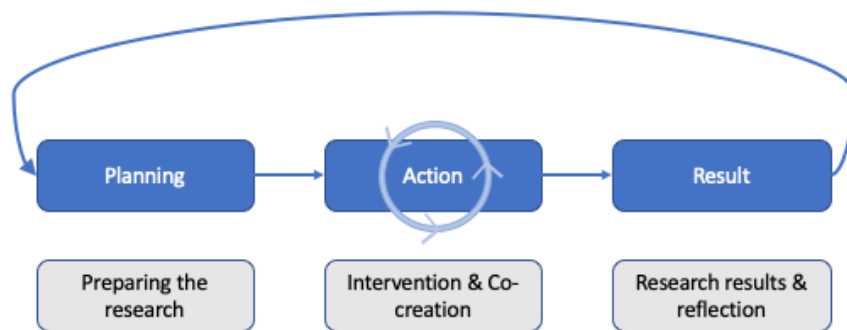 Planning
Action
Result
Preparing the
research
Intervention & Co-
creation
Research results &
reflection